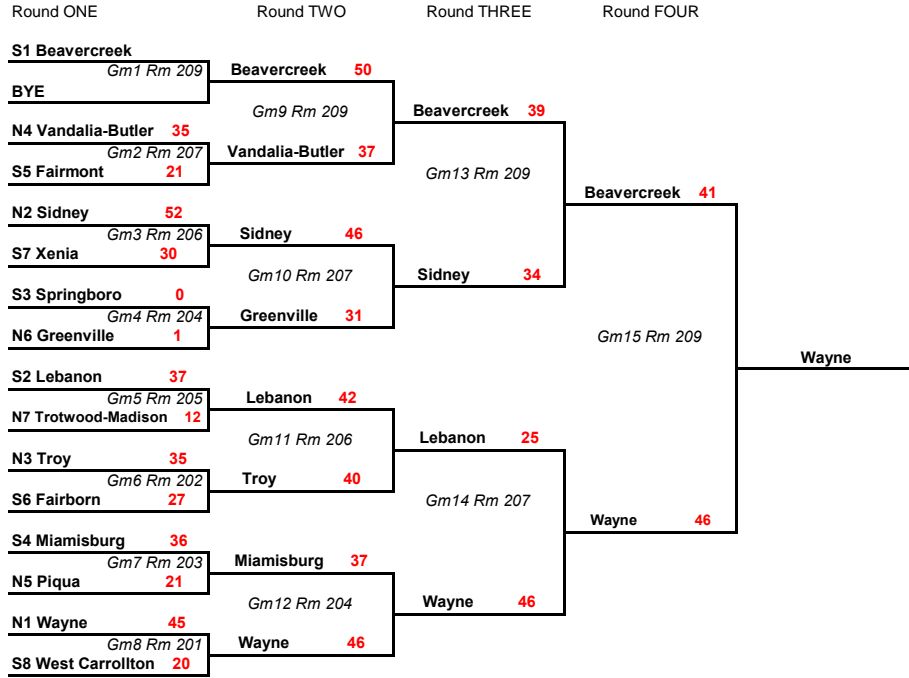 Round ONE Round TWO Round THREE Round FOUR
S1 Beavercreek
Gm1 Rm 209
BYE
N4 Vandalia-Butler 35
Gm2 Rm 207
S5 Fairmont 21
N2 Sidney 52
Gm3 Rm 206
S7 Xenia 30
S3 Springboro 0
Gm4 Rm 204
N6 Greenville 1
S2 Lebanon 37
Gm5 Rm 205
N7 Trotwood-Madison 12
N3 Troy 35
Gm6 Rm 202
S6 Fairborn 27
S4 Miamisburg 36
Gm7 Rm 203
N5 Piqua 21
N1 Wayne 45
Gm8 Rm 201
S8 West Carrollton 20
Beavercreek 50
Gm9 Rm 209
Vandalia-Butler 37
Sidney 46
Gm10 Rm 207
Greenville 31
Lebanon 42
Gm11 Rm 206
Troy 40
Miamisburg 37
Gm12 Rm 204
Wayne 46
Beavercreek 39
Gm13 Rm 209
Sidney 34
Lebanon 25
Gm14 Rm 207
Wayne 46
Beavercreek 41
Gm15 Rm 209
Wayne 46
Wayne